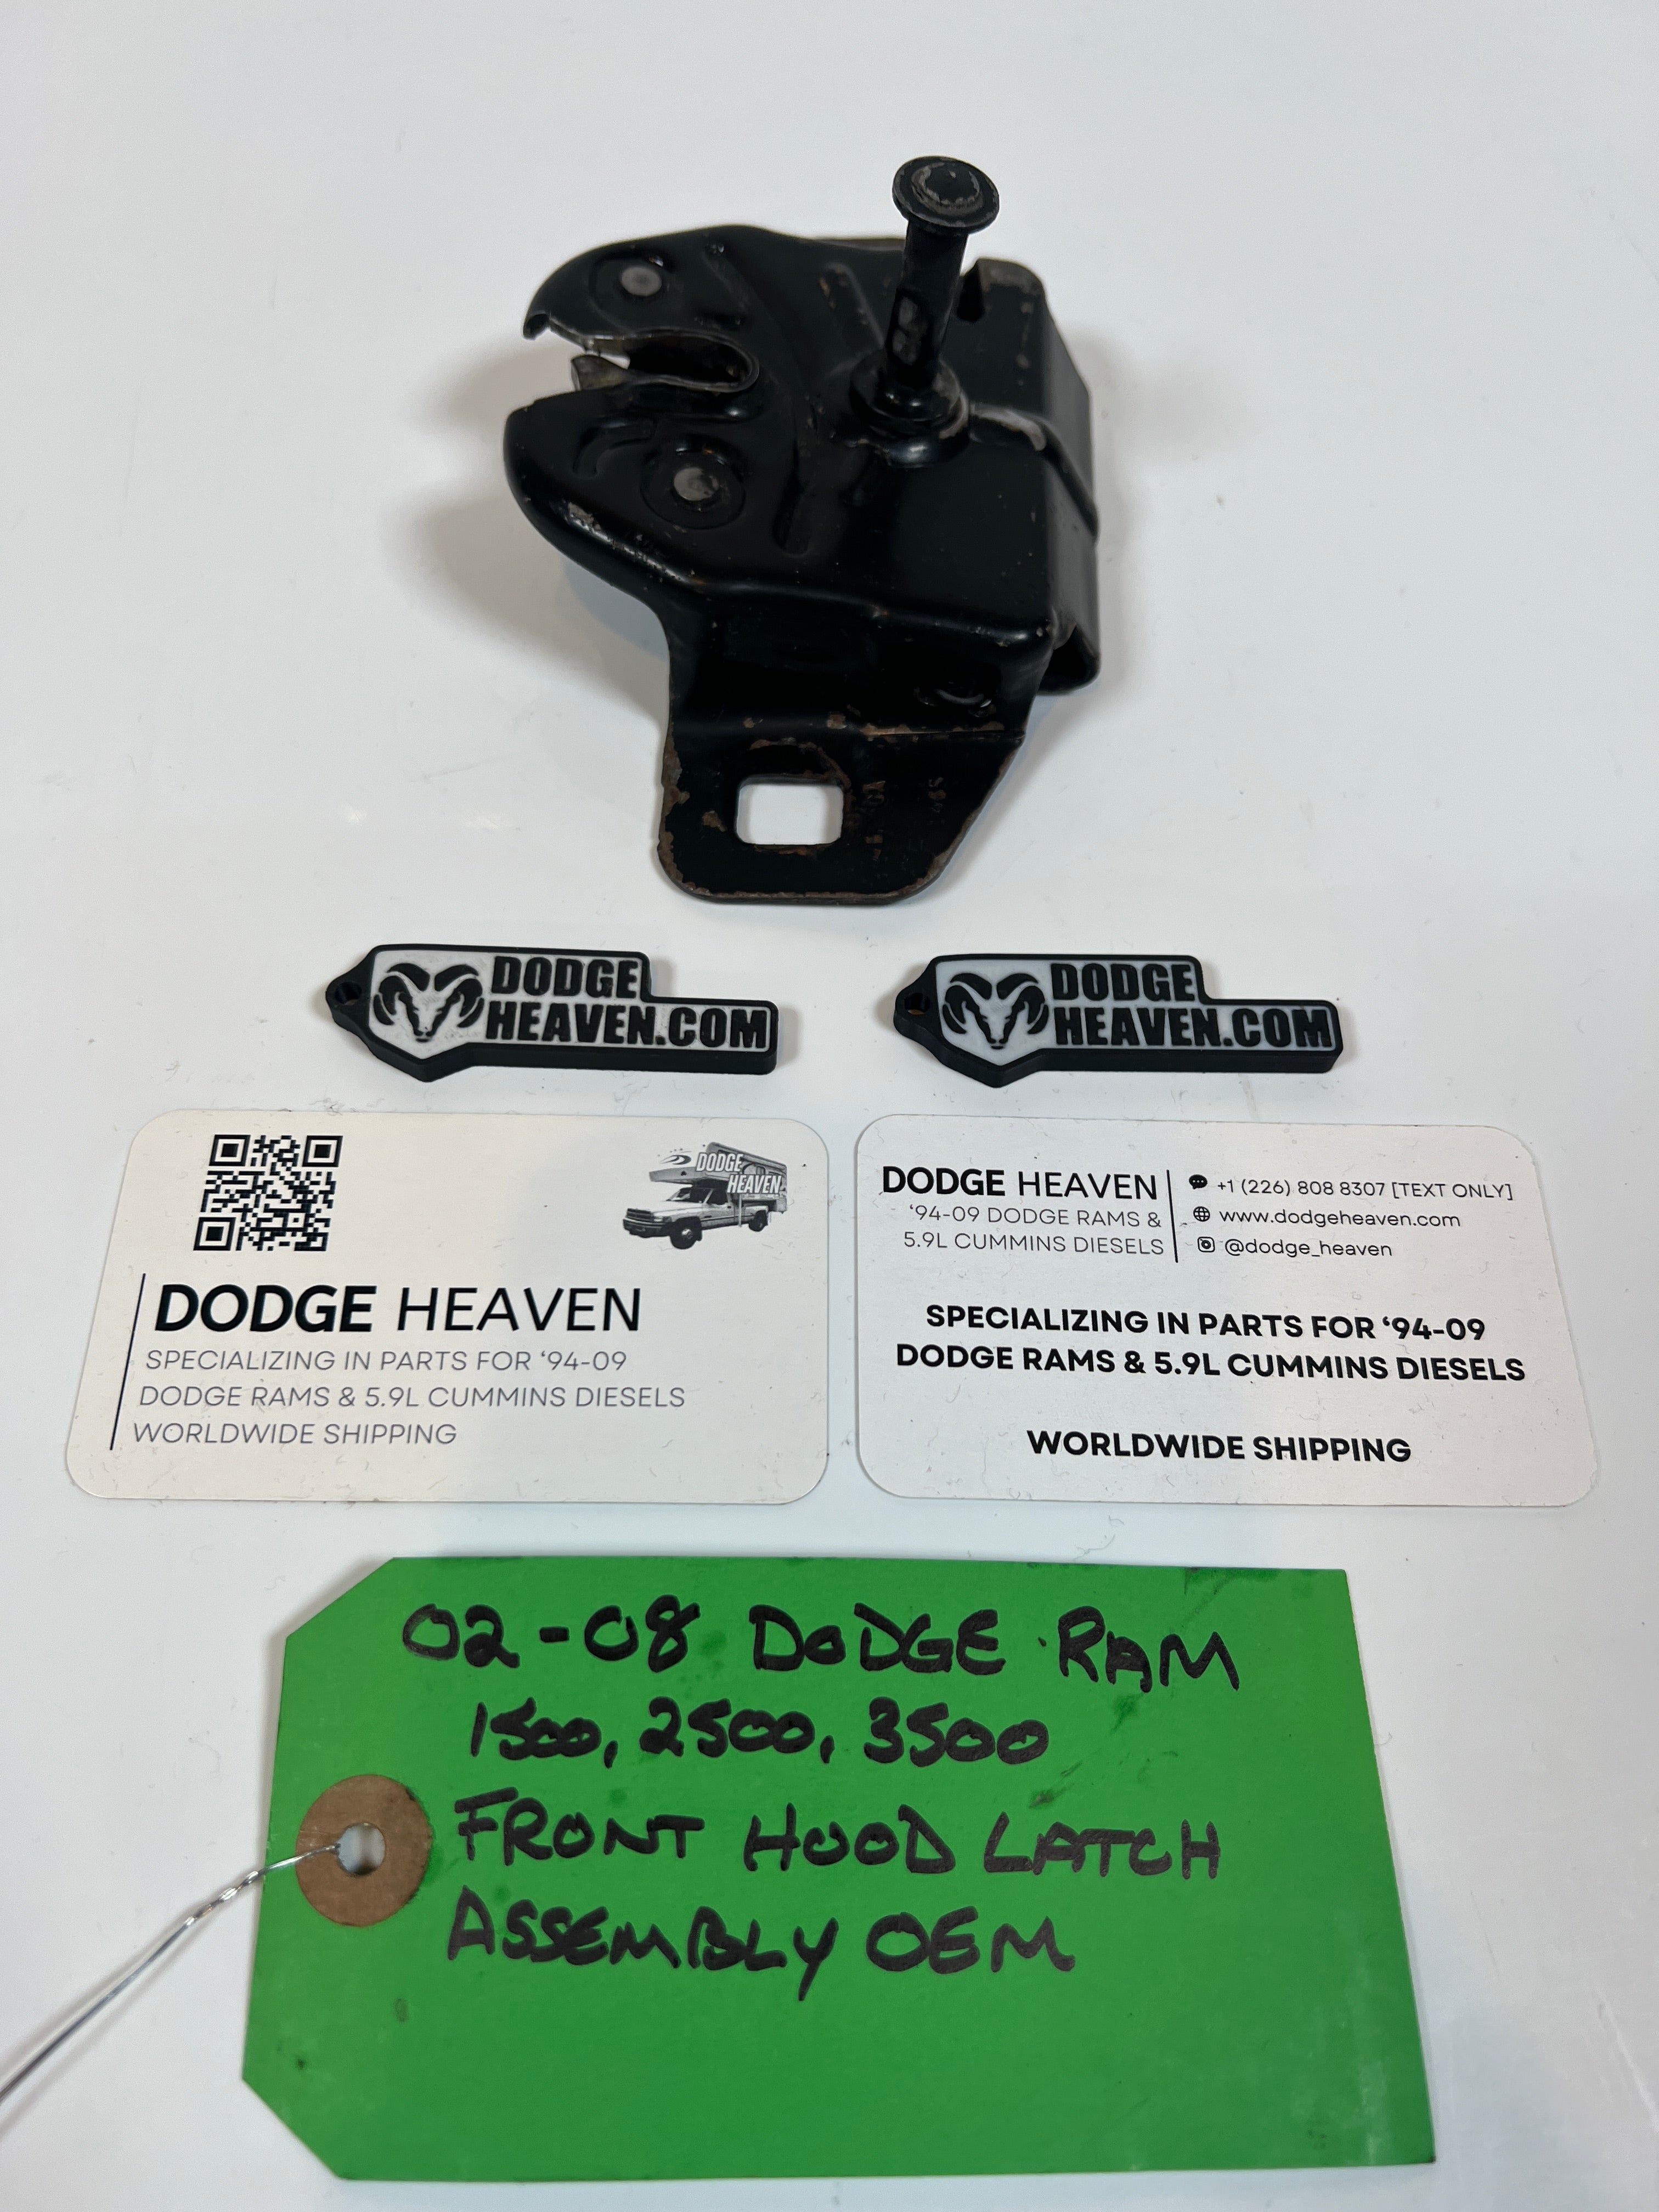 DODGE
HEAVEN.COM
DODGE
HEAVEN.COM
DODGE
HEAVEN
DODGE HEAVEN
SPECIALIZING IN PARTS FOR ‘94-09
DODGE RAMS & 5.9L CUMMINS DIESELS
WORLDWIDE SHIPPING
DODGE HEAVEN
‘94-09 DODGE RAMS &
5.9L CUMMINS DIESELS
+1 (226) 808 8307 [TEXT ONLY]
www.dodgeheaven.com
@dodge_heaven
SPECIALIZING IN PARTS FOR ‘94-09
DODGE RAMS & 5.9L CUMMINS DIESELS
WORLDWIDE SHIPPING
02-08 DODGE RAM
1500, 2500, 3500
FRONT HOOD LATCH
ASSEMBLY OEM